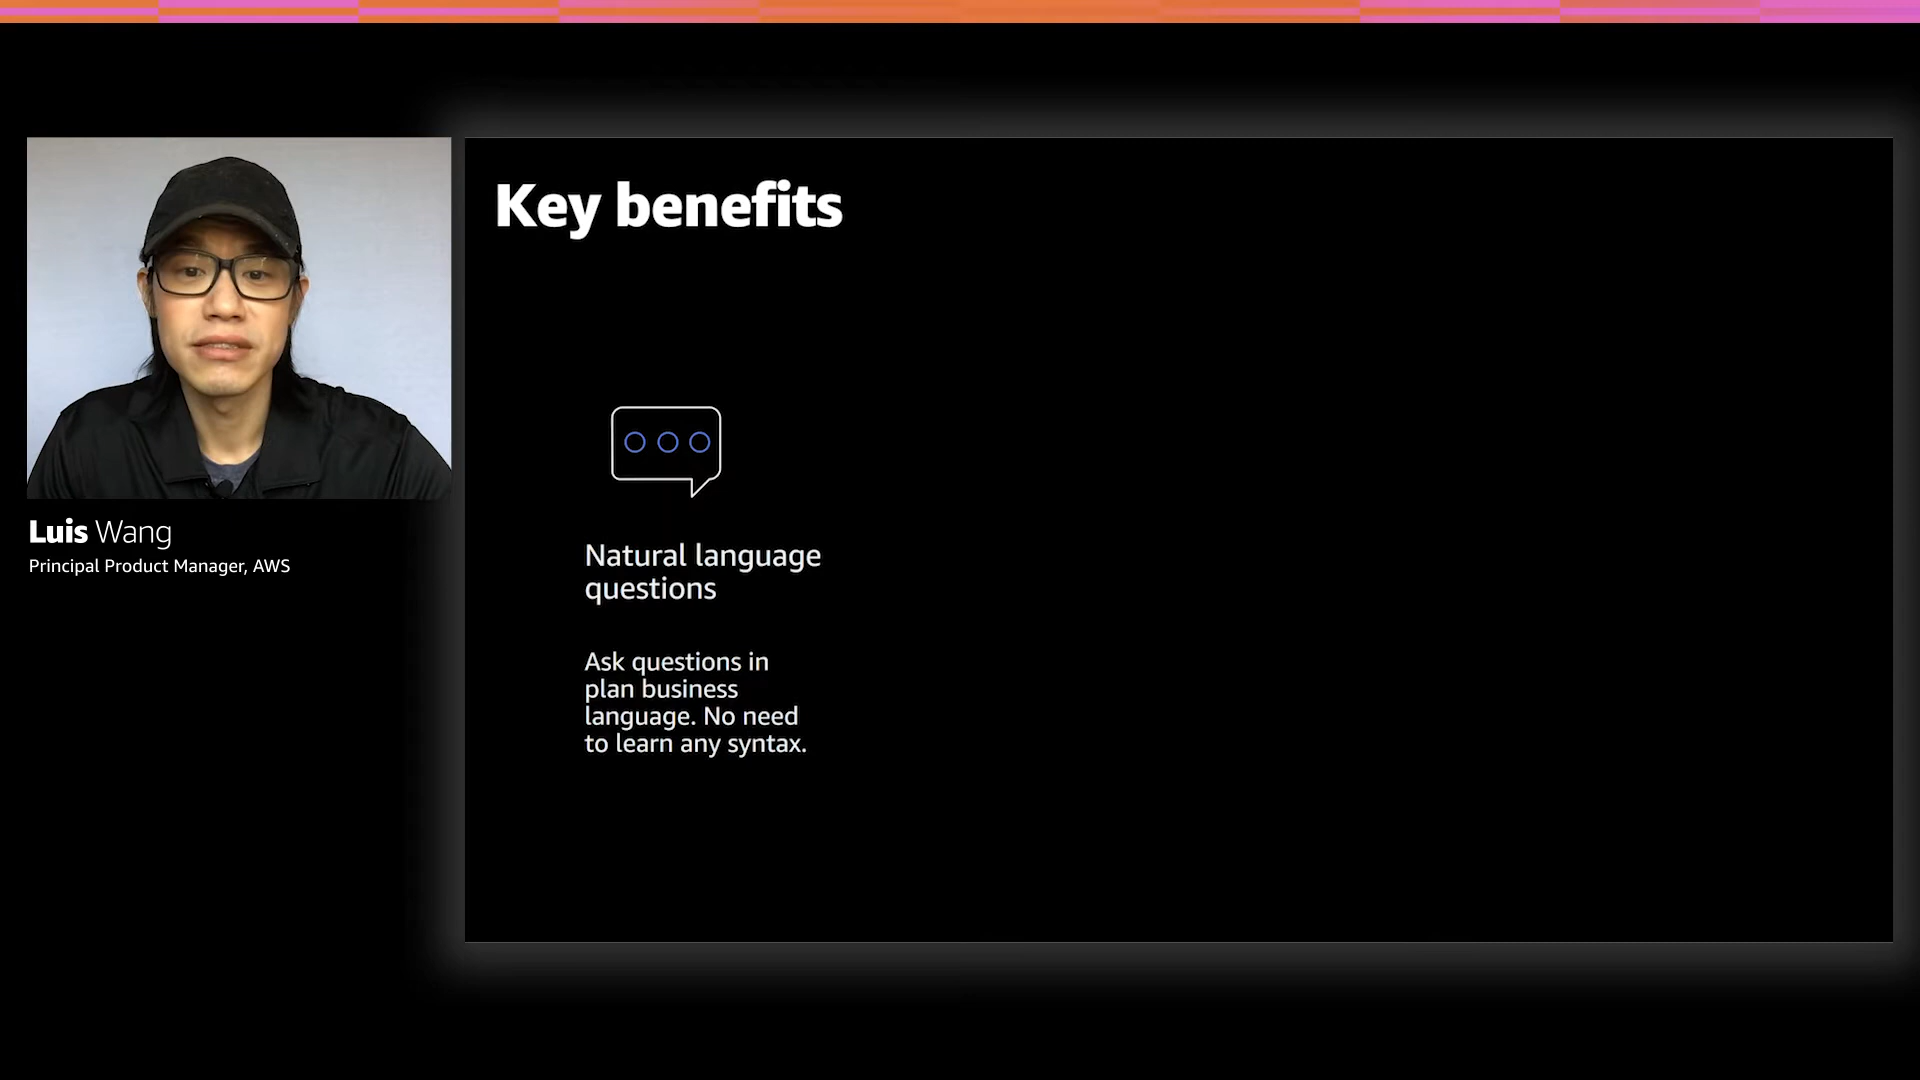 Key benefits
Luis Wang
Principal Product Manager, AWS
Natural language
questions
Ask questions in
plan business
language. No need
to learn any syntax.